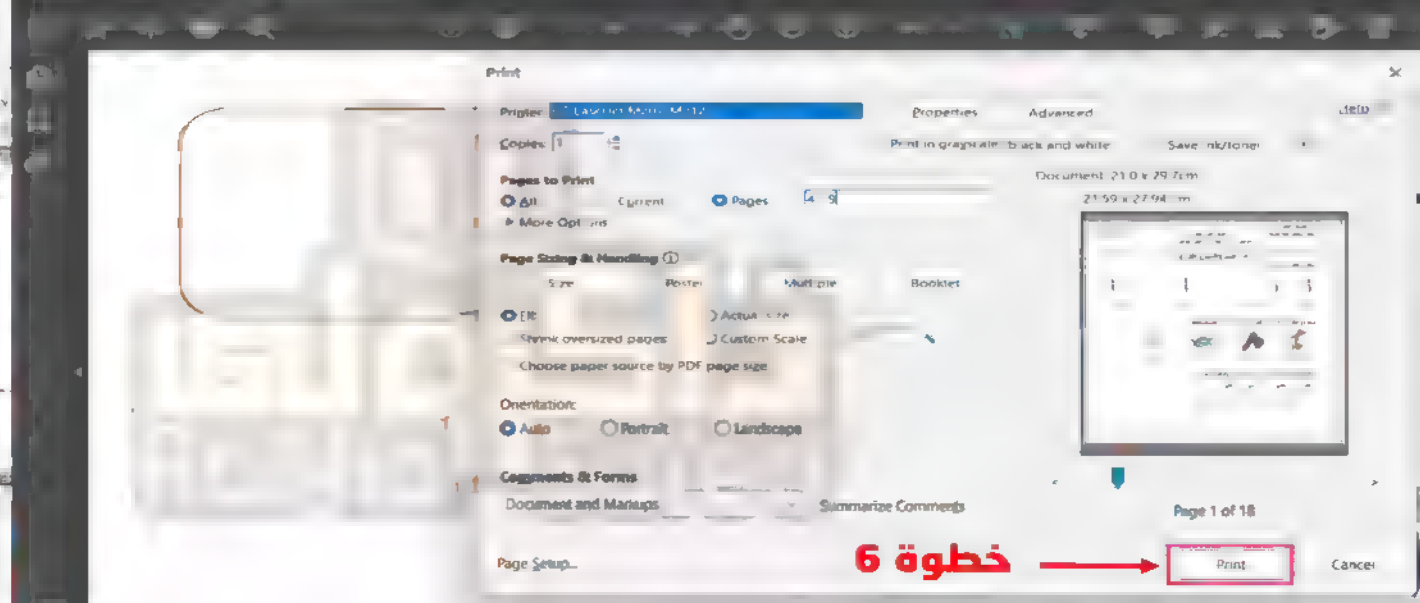 Print
Printer:
Properties
Advanced
Help
Copies: 1
Print in grayscale black and white
Save ink/toner
Pages to Print
All
Current
Pages
More Options
Document: 21.0 x 29.7cm
21.59 x 27.94 cm
Page Sizing & Handling
Size
Poster
Multiple
Booklet
Fit
Actual size
Shrink oversized pages
Custom Scale
Choose paper source by PDF page size
Orientation:
Auto
Portrait
Landscape
Comments & Forms
Document and Markups
Summarize Comments
Page 1 of 18
Page Setup...
خطوة 6
Print
Cancel